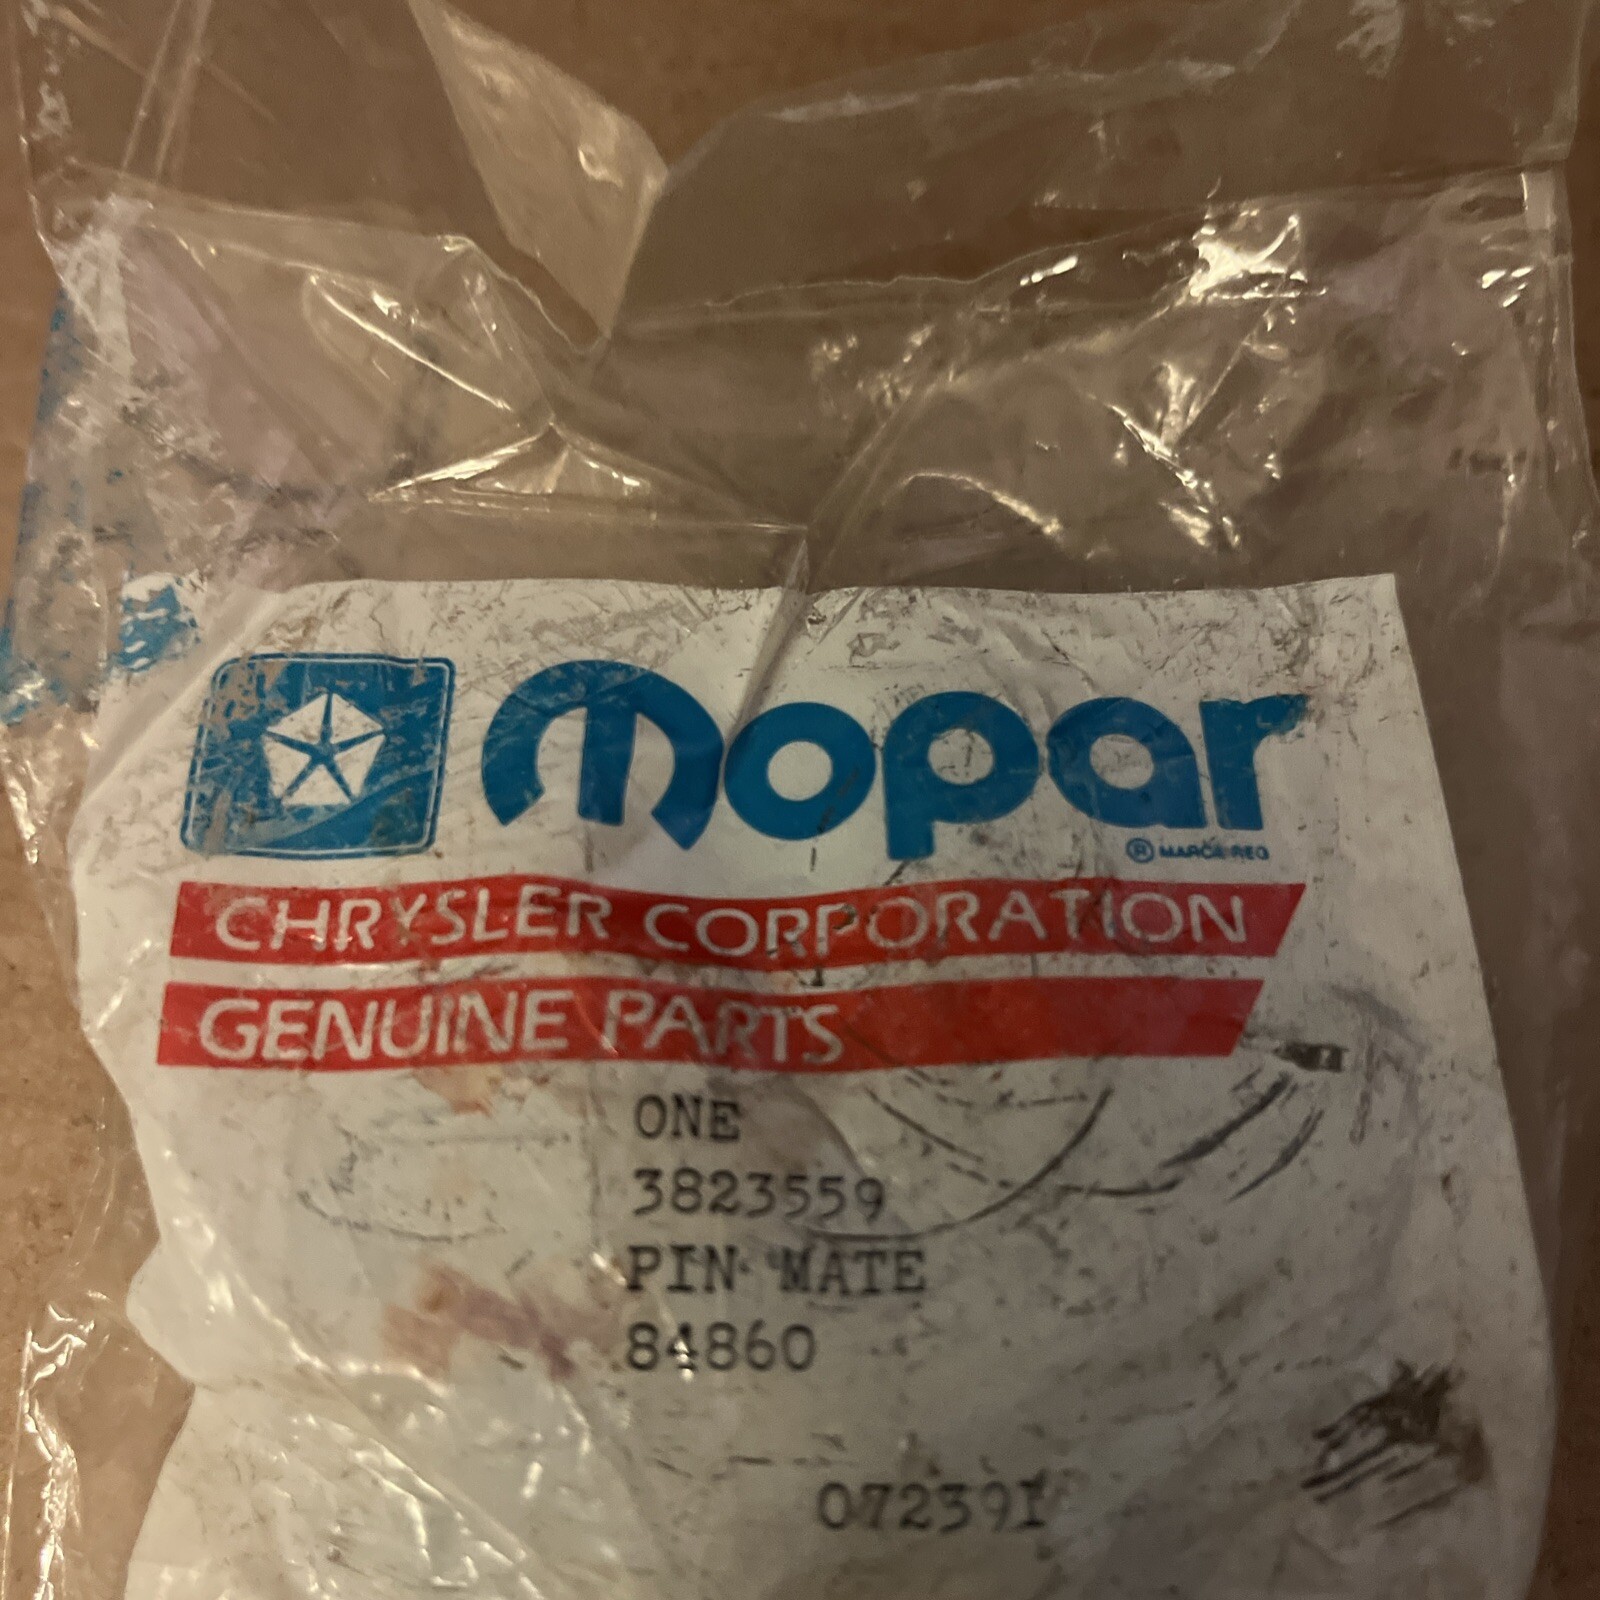 mopar
® MARCA REG
CHRYSLER CORPORATION
GENUINE PARTS
ONE
3823559
PIN MATE
84860
072391